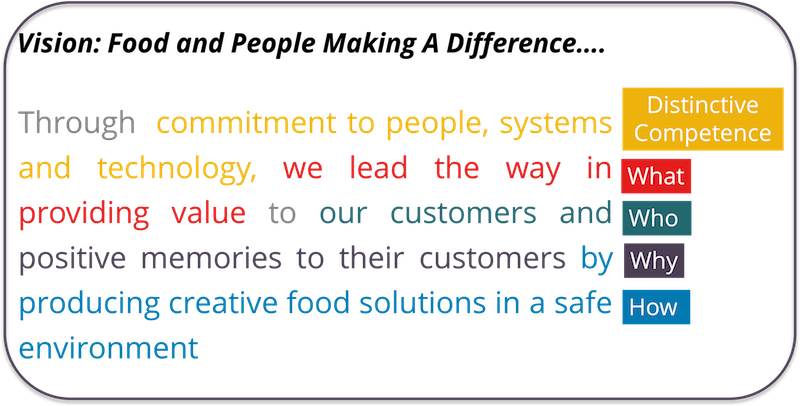 Vision: Food and People Making A Difference....
Through commitment to people, systems
and technology, we lead the way in
providing value to our customers and
positive memories to their customers by
producing creative food solutions in a safe
environment
Distinctive
Competence
What
Who
Why
How